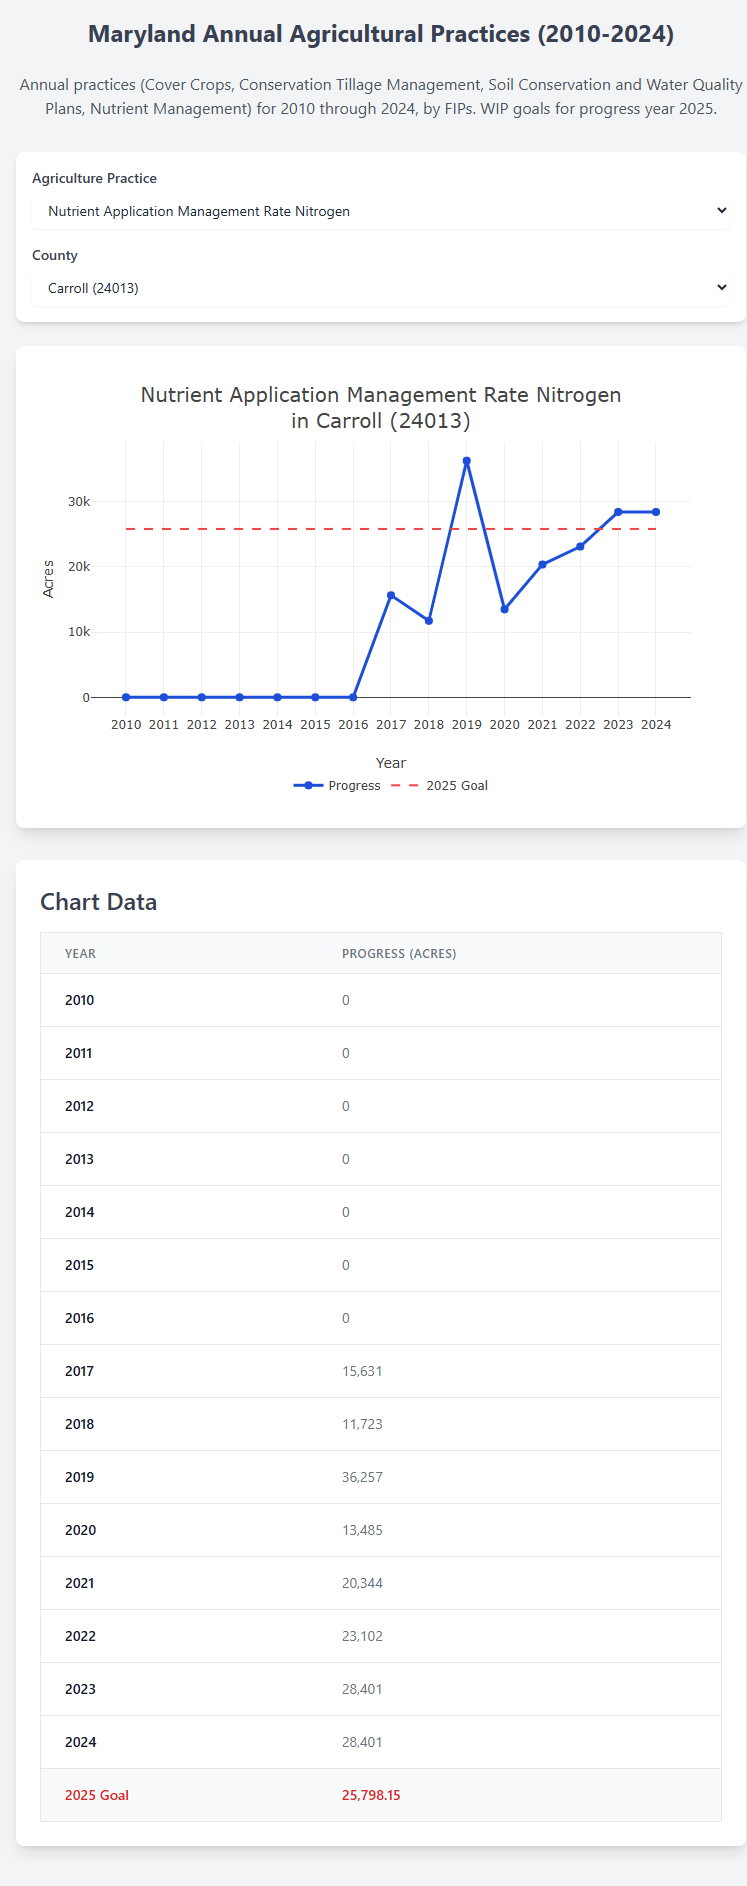 Maryland Annual Agricultural Practices (2010-2024)
Annual practices (Cover Crops, Conservation Tillage Management, Soil Conservation and Water Quality
Plans, Nutrient Management) for 2010 through 2024, by FIPs. WIP goals for progress year 2025.
Agriculture Practice
Nutrient Application Management Rate Nitrogen
County
Carroll (24013)
Nutrient Application Management Rate Nitrogen
in Carroll (24013)
30k
20k
10k
0
Acres
2010 2011 2012 2013 2014 2015 2016 2017 2018 2019 2020 2021 2022 2023 2024
Year
Progress 2025 Goal
Chart Data
YEAR PROGRESS (ACRES)
2010 0
2011 0
2012 0
2013 0
2014 0
2015 0
2016 0
2017 15,631
2018 11,723
2019 36,257
2020 13,485
2021 20,344
2022 23,102
2023 28,401
2024 28,401
2025 Goal 25,798.15